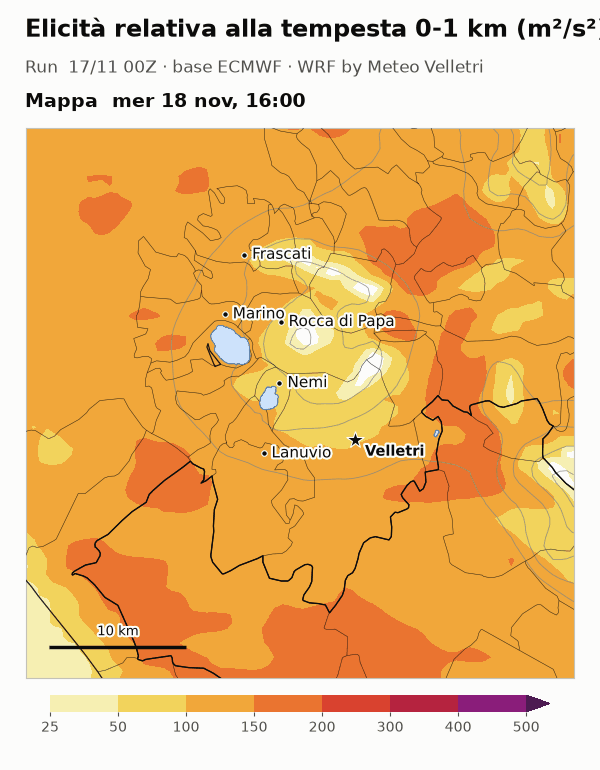 Elicità relativa alla tempesta 0-1 km (m²/s²)
Run 17/11 00Z · base ECMWF · WRF by Meteo Velletri
Mappa mer 18 nov, 16:00
Frascati
Marino
Rocca di Papa
Nemi
Velletri
Lanuvio
10 km
25 50 100 150 200 300 400 500